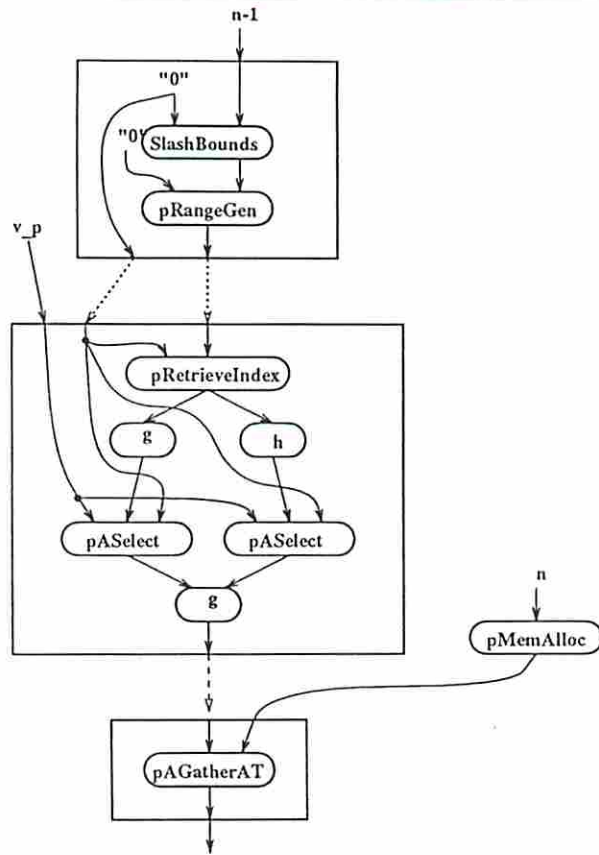 n-1
"0"
"0"
SlashBounds
pRangeGen
v_p
pRetrieveIndex
g
h
pASelect
pASelect
g
n
pMemAlloc
pAGatherAT